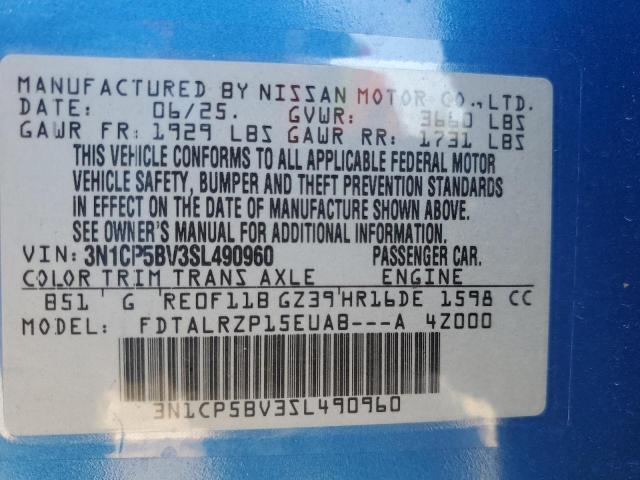 MANUFACTURED BY NISSAN MOTOR CO.,LTD.
DATE: 06/25. GVWR: 3660 LBS
GAWR FR: 1929 LBS GAWR RR: 1731 LBS
THIS VEHICLE CONFORMS TO ALL APPLICABLE FEDERAL MOTOR
VEHICLE SAFETY, BUMPER AND THEFT PREVENTION STANDARDS
IN EFFECT ON THE DATE OF MANUFACTURE SHOWN ABOVE.
SEE OWNER'S MANUAL FOR ADDITIONAL INFORMATION.
VIN: 3N1CP5BV3SL490960 PASSENGER CAR.
COLOR TRIM TRANS AXLE ENGINE
B51 G RE0F11B GZ39 HR16DE 1598 CC
MODEL: FDTALRZP15EUAB---A 4Z000
3N1CP5BV3SL490960